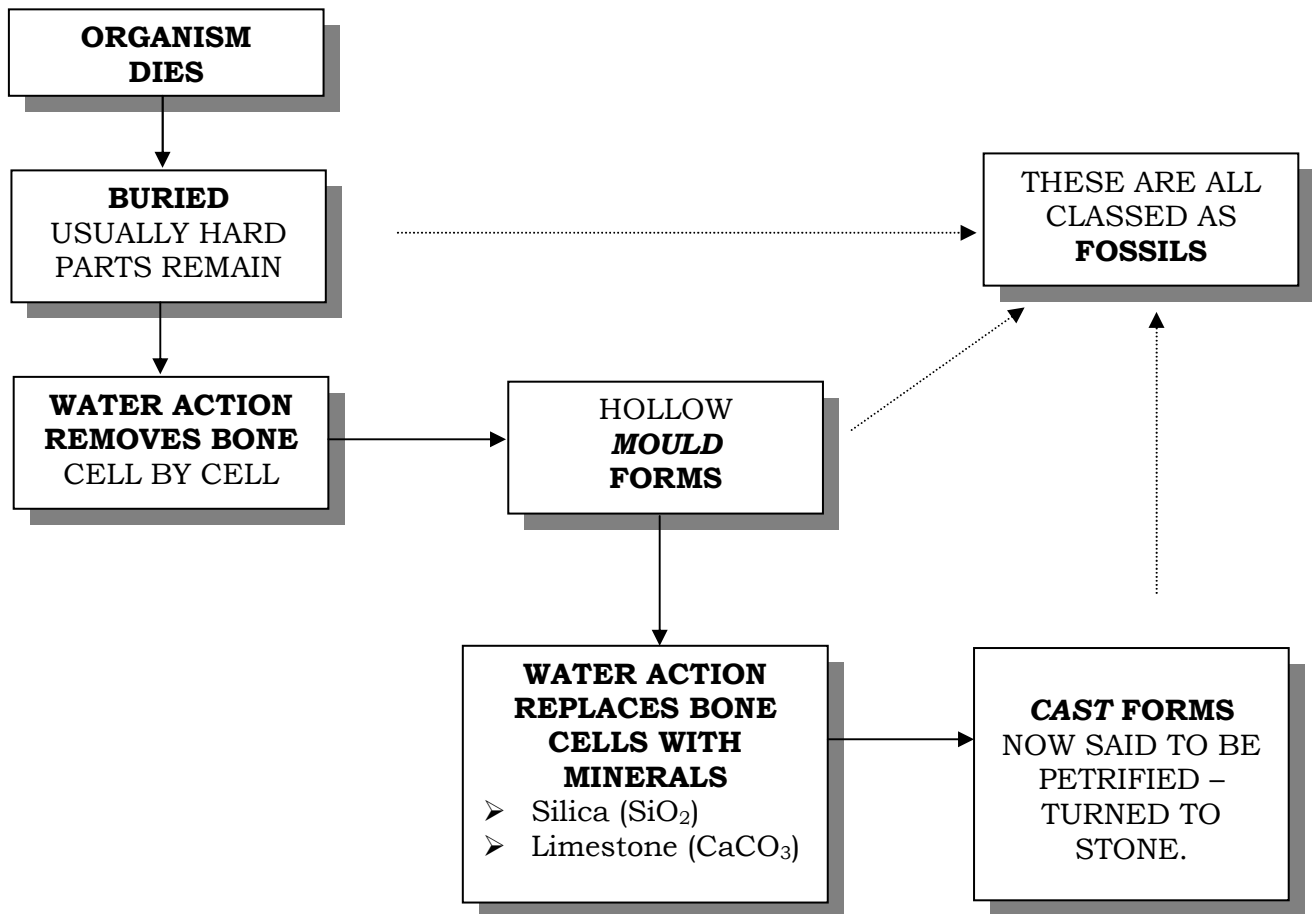 ORGANISM
DIES
BURIED
USUALLY HARD
PARTS REMAIN
THESE ARE ALL
CLASSED AS
FOSSILS
WATER ACTION
REMOVES BONE
CELL BY CELL
HOLLOW
MOULD
FORMS
WATER ACTION
REPLACES BONE
CELLS WITH
MINERALS
➢ Silica (SiO₂)
➢ Limestone (CaCO₃)
CAST FORMS
NOW SAID TO BE
PETRIFIED –
TURNED TO
STONE.